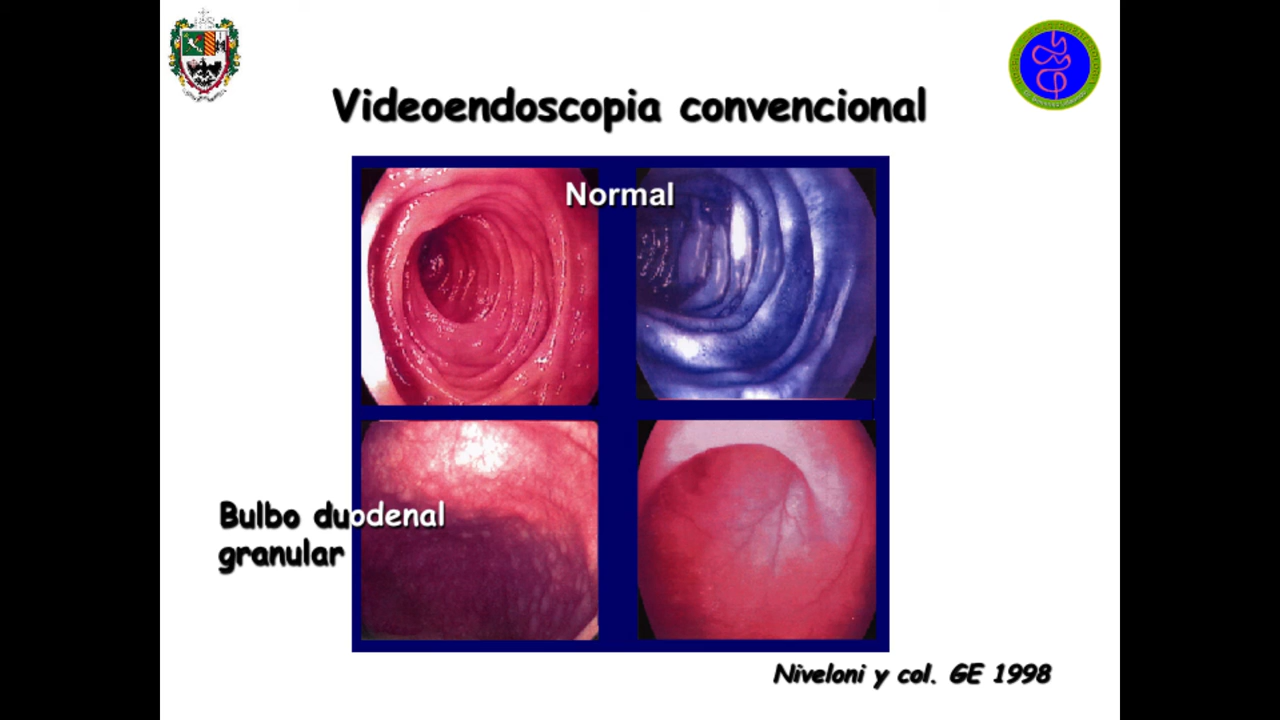 Videoendoscopia convencional
Normal
Bulbo duodenal
granular
Niveloni y col. GE 1998